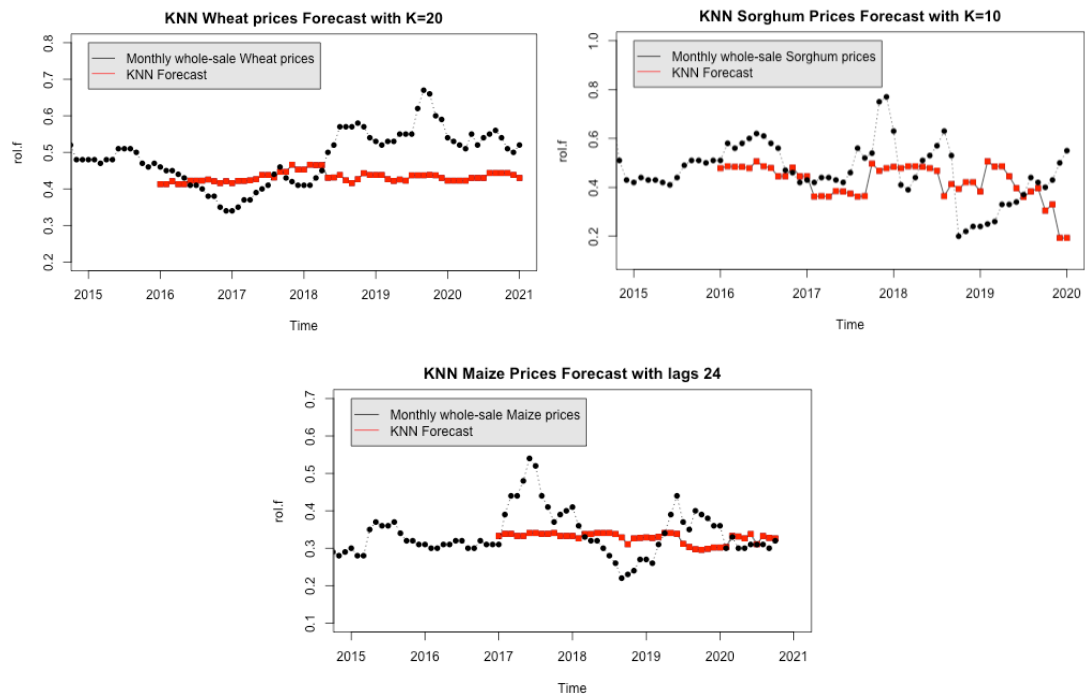 KNN Wheat prices Forecast with K=20
Monthly whole-sale Wheat prices
KNN Forecast
rol.f
0.8
0.7
0.6
0.5
0.4
0.3
0.2
2015 2016 2017 2018 2019 2020 2021
Time
KNN Sorghum Prices Forecast with K=10
Monthly whole-sale Sorghum prices
KNN Forecast
rol.f
1.0
0.8
0.6
0.4
0.2
2015 2016 2017 2018 2019 2020
Time
KNN Maize Prices Forecast with lags 24
Monthly whole-sale Maize prices
KNN Forecast
rol.f
0.7
0.6
0.5
0.4
0.3
0.2
0.1
2015 2016 2017 2018 2019 2020 2021
Time